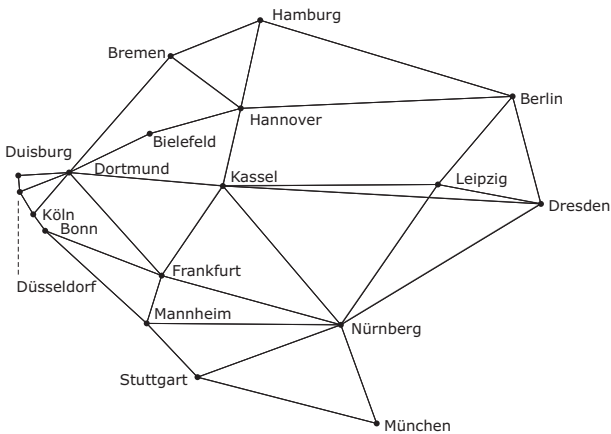 Hamburg
Bremen
Berlin
Hannover
Bielefeld
Duisburg
Dortmund
Kassel
Leipzig
Dresden
Köln
Bonn
Frankfurt
Düsseldorf
Mannheim
Nürnberg
Stuttgart
München